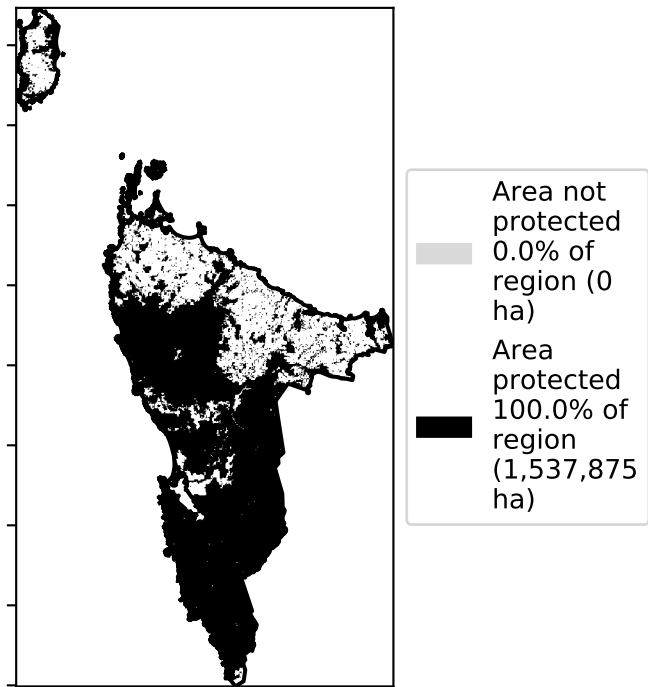 Area not
protected
0.0% of
region (0
ha)
Area
protected
100.0% of
region
(1,537,875
ha)